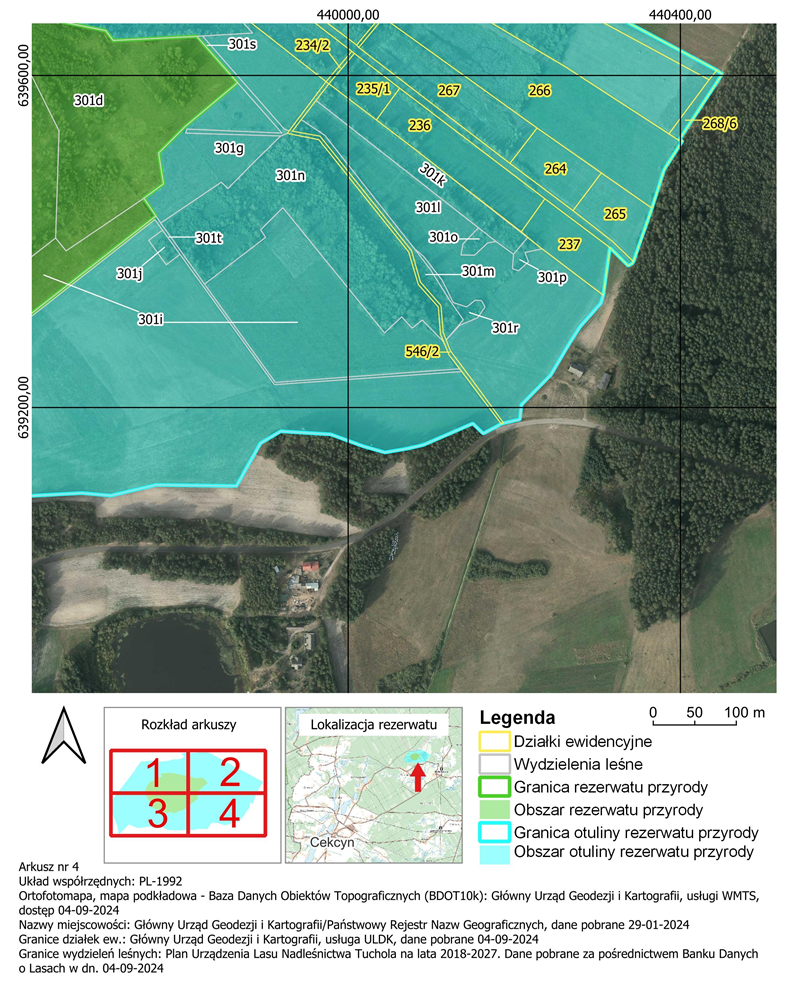 440000,00
440400,00
639600,00
639200,00
301s
234/2
301d
235/1
267
266
236
268/6
301g
301n
301k
264
301l
265
301t
301o
237
301j
301m
301p
301i
301r
546/2
Rozkład arkuszy
1
2
3
4
Lokalizacja rezerwatu
Cekcyn
Legenda
0 50 100 m
Działki ewidencyjne
Wydzielenia leśne
Granica rezerwatu przyrody
Obszar rezerwatu przyrody
Granica otuliny rezerwatu przyrody
Obszar otuliny rezerwatu przyrody
Arkusz nr 4
Układ współrzędnych: PL-1992
Ortofotomapa, mapa podkładowa - Baza Danych Obiektów Topograficznych (BDOT10k): Główny Urząd Geodezji i Kartografii, usługi WMTS,
dostęp 04-09-2024
Nazwy miejscowości: Główny Urząd Geodezji i Kartografii/Państwowy Rejestr Nazw Geograficznych, dane pobrane 29-01-2024
Granice działek ew.: Główny Urząd Geodezji i Kartografii, usługa ULDK, dane pobrane 04-09-2024
Granice wydzieleń leśnych: Plan Urządzenia Lasu Nadleśnictwa Tuchola na lata 2018-2027. Dane pobrane za pośrednictwem Banku Danych
o Lasach w dn. 04-09-2024